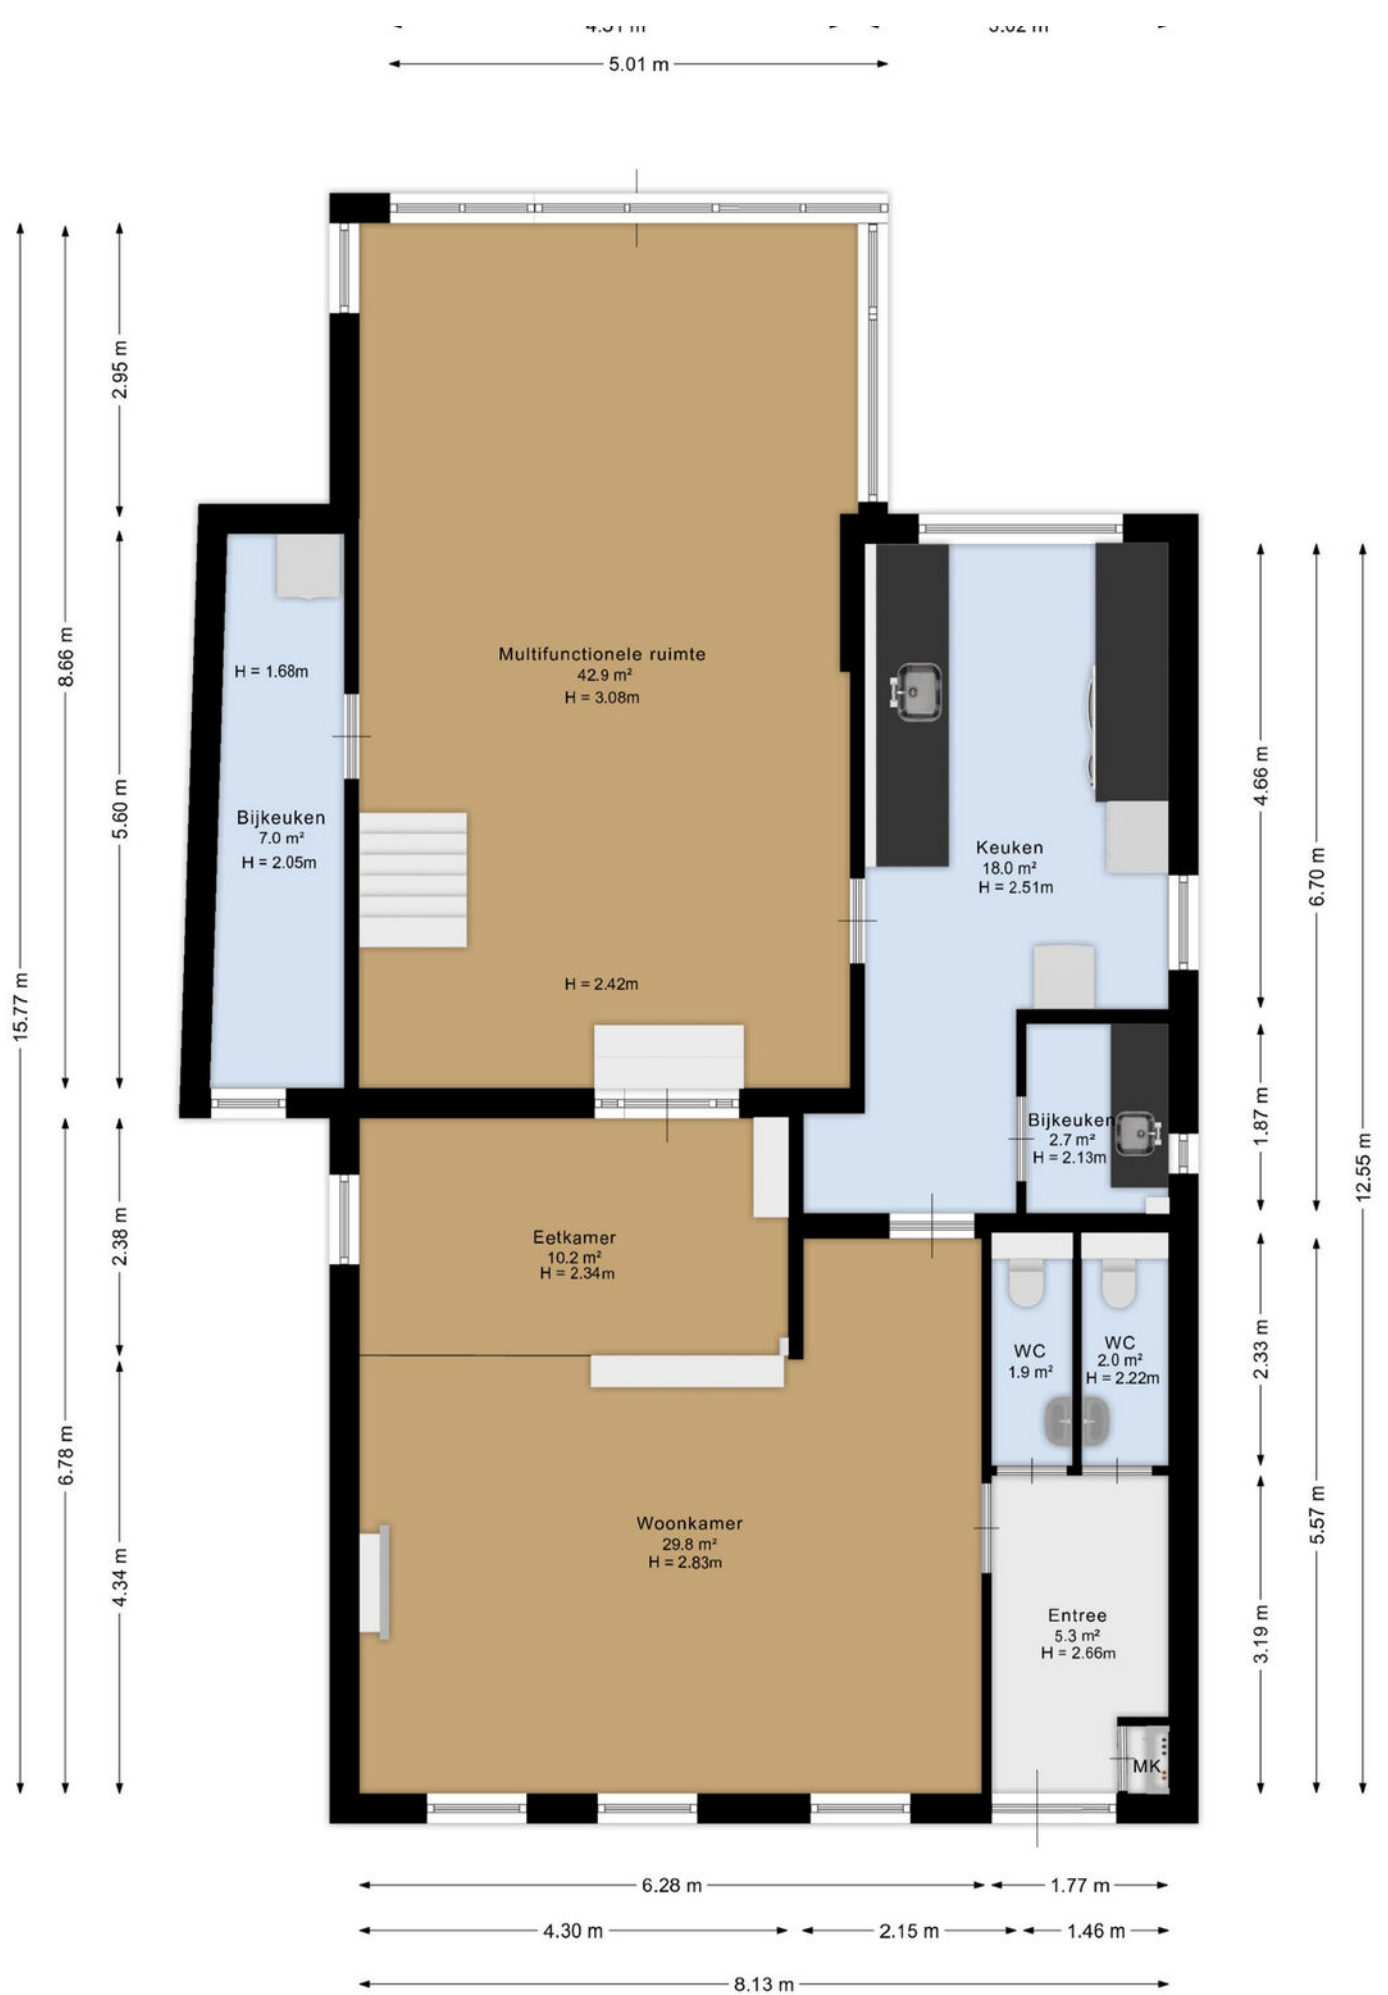 5.01 m
2.95 m
8.66 m
Multifunctionele ruimte
42.9 m²
H = 3.08m
H = 1.68m
5.60 m
Bijkeuken
7.0 m²
H = 2.05m
4.66 m
Keuken
18.0 m²
H = 2.51m
6.70 m
H = 2.42m
15.77 m
Bijkeuken
2.7 m²
H = 2.13m
1.87 m
12.55 m
2.38 m
Eetkamer
10.2 m²
H = 2.34m
WC
1.9 m²
WC
2.0 m²
H = 2.22m
2.33 m
6.78 m
4.34 m
Woonkamer
29.8 m²
H = 2.83m
5.57 m
Entree
5.3 m²
H = 2.66m
3.19 m
MK
6.28 m
1.77 m
4.30 m
2.15 m
1.46 m
8.13 m